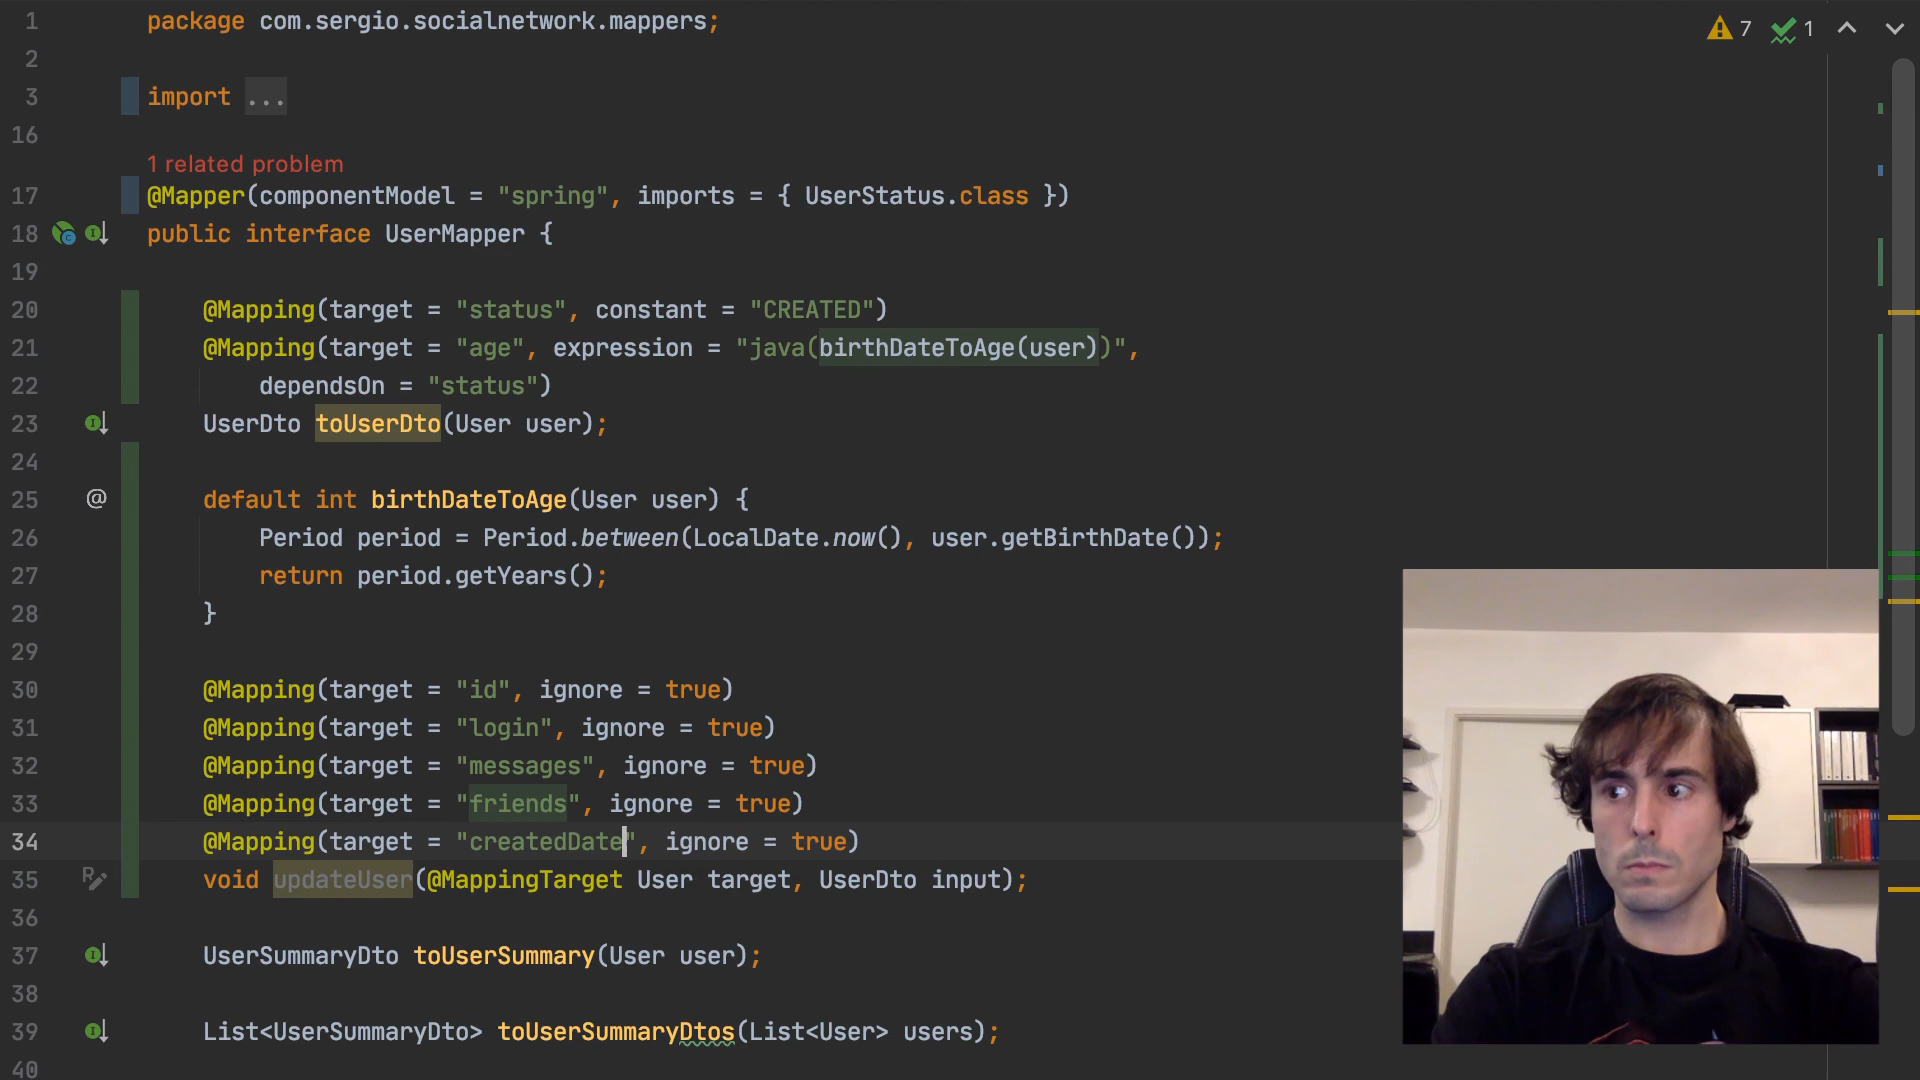 7 1
1 package com.sergio.socialnetwork.mappers;
2
3 import ...
16
1 related problem
17 @Mapper(componentModel = "spring", imports = { UserStatus.class })
18 public interface UserMapper {
19
20 @Mapping(target = "status", constant = "CREATED")
21 @Mapping(target = "age", expression = "java(birthDateToAge(user))",
22 dependsOn = "status")
23 UserDto toUserDto(User user);
24
25 @ default int birthDateToAge(User user) {
26 Period period = Period.between(LocalDate.now(), user.getBirthDate());
27 return period.getYears();
28 }
29
30 @Mapping(target = "id", ignore = true)
31 @Mapping(target = "login", ignore = true)
32 @Mapping(target = "messages", ignore = true)
33 @Mapping(target = "friends", ignore = true)
34 @Mapping(target = "createdDate", ignore = true)
35 void updateUser(@MappingTarget User target, UserDto input);
36
37 UserSummaryDto toUserSummary(User user);
38
39 List<UserSummaryDto> toUserSummaryDtos(List<User> users);
40